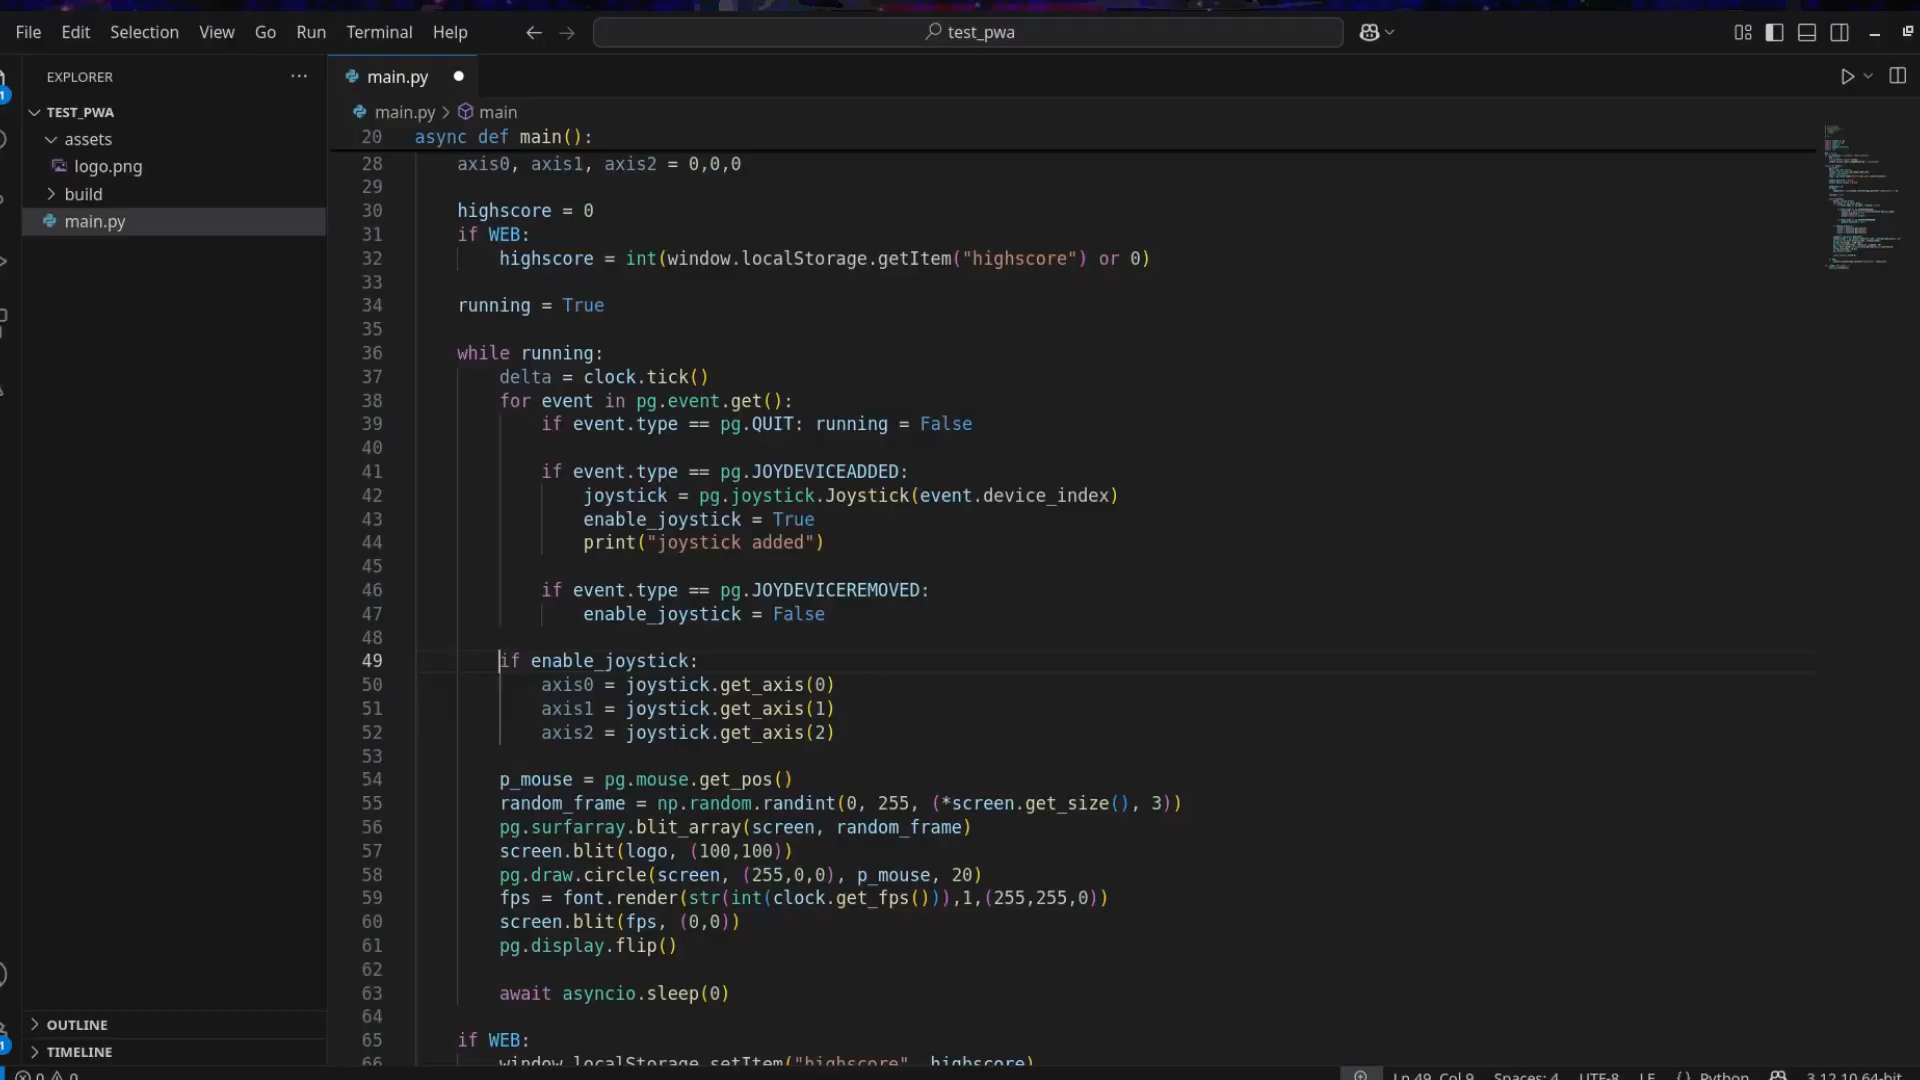 File Edit Selection View Go Run Terminal Help
test_pwa
EXPLORER
TEST_PWA
assets
logo.png
build
main.py
OUTLINE
TIMELINE
main.py
main.py > main
20 async def main():
28 axis0, axis1, axis2 = 0,0,0
29
30 highscore = 0
31 if WEB:
32 highscore = int(window.localStorage.getItem("highscore") or 0)
33
34 running = True
35
36 while running:
37 delta = clock.tick()
38 for event in pg.event.get():
39 if event.type == pg.QUIT: running = False
40
41 if event.type == pg.JOYDEVICEADDED:
42 joystick = pg.joystick.Joystick(event.device_index)
43 enable_joystick = True
44 print("joystick added")
45
46 if event.type == pg.JOYDEVICEREMOVED:
47 enable_joystick = False
48
49 if enable_joystick:
50 axis0 = joystick.get_axis(0)
51 axis1 = joystick.get_axis(1)
52 axis2 = joystick.get_axis(2)
53
54 p_mouse = pg.mouse.get_pos()
55 random_frame = np.random.randint(0, 255, (*screen.get_size(), 3))
56 pg.surfarray.blit_array(screen, random_frame)
57 screen.blit(logo, (100,100))
58 pg.draw.circle(screen, (255,0,0), p_mouse, 20)
59 fps = font.render(str(int(clock.get_fps())),1,(255,255,0))
60 screen.blit(fps, (0,0))
61 pg.display.flip()
62
63 await asyncio.sleep(0)
64
65 if WEB:
66 window.localStorage.setItem("highscore", highscore)
0 0 Ln 49, Col 9 Spaces: 4 UTF-8 LF {} Python 3.12.10 64-bit